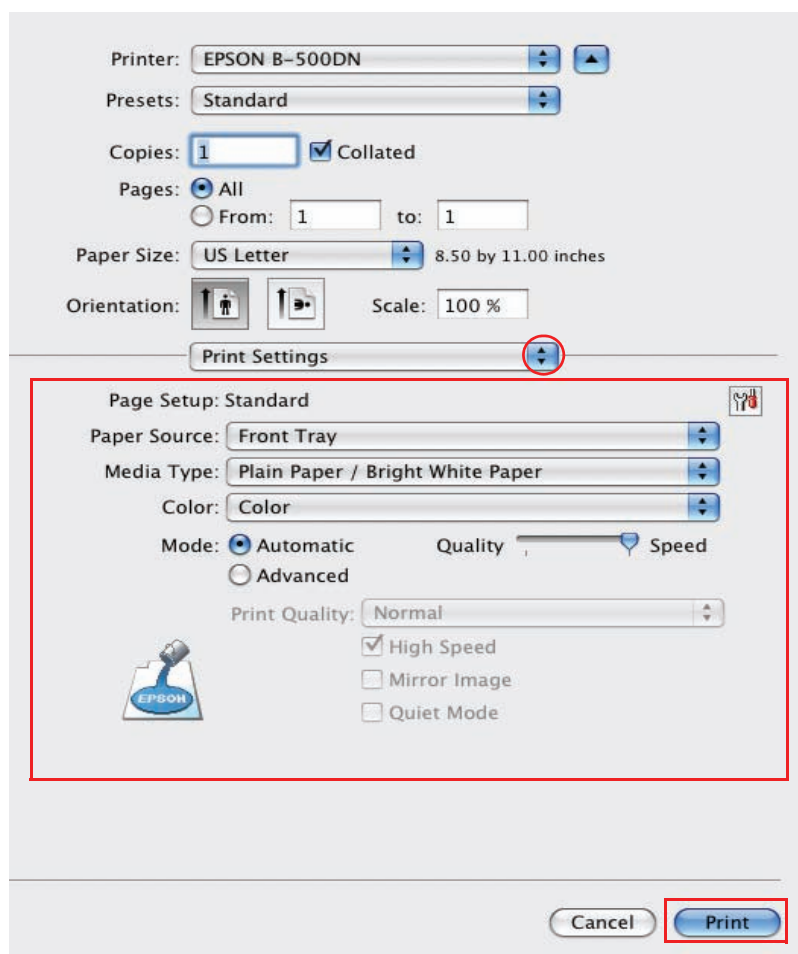 Printer: EPSON B-500DN
Presets: Standard
Copies: 1 Collated
Pages: All
From: 1 to: 1
Paper Size: US Letter 8.50 by 11.00 inches
Orientation: Scale: 100 %
Print Settings
Page Setup: Standard
Paper Source: Front Tray
Media Type: Plain Paper / Bright White Paper
Color: Color
Mode: Automatic Quality Speed
Advanced
Print Quality: Normal
High Speed
EPSON Mirror Image
Quiet Mode
Cancel Print